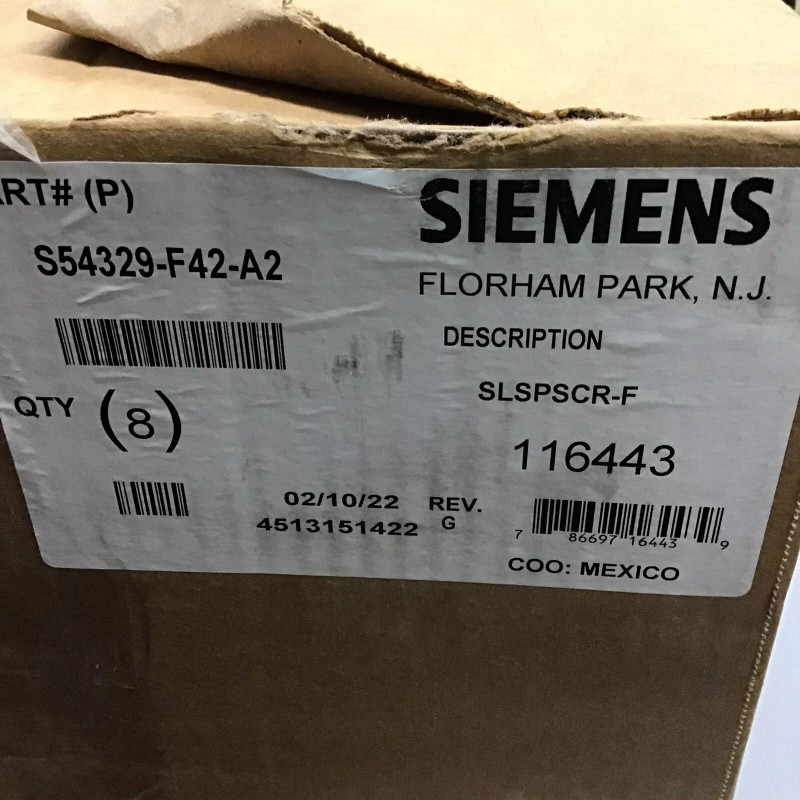 ART# (P)
SIEMENS
S54329-F42-A2
FLORHAM PARK, N.J.
DESCRIPTION
SLSPSCR-F
QTY (8)
116443
02/10/22 REV.
4513151422 G
7 86697 16443 9
COO: MEXICO